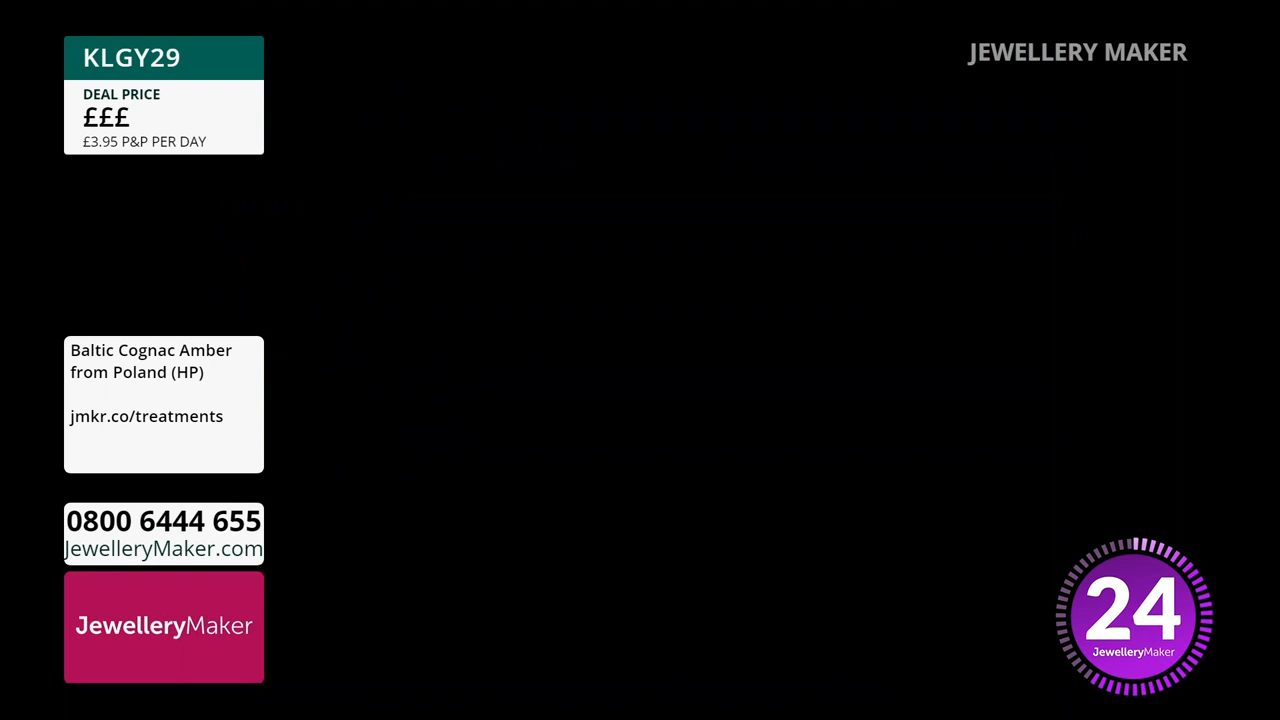 KLGY29
DEAL PRICE
£££
£3.95 P&P PER DAY
JEWELLERY MAKER
Baltic Cognac Amber
from Poland (HP)
jmkr.co/treatments
0800 6444 655
JewelleryMaker.com
JewelleryMaker
24
JewelleryMaker